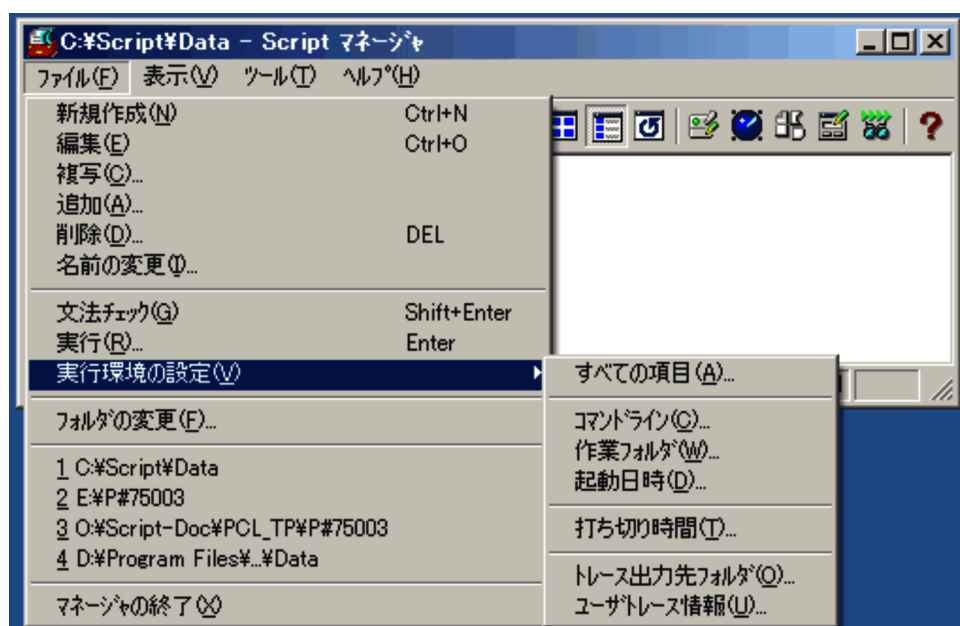 C:¥Script¥Data - Script マネージャ
ファイル(F) 表示(V) ツール(T) ヘルプ(H)
新規作成(N) Ctrl+N
編集(E) Ctrl+O
複写(C)...
追加(A)...
削除(D)... DEL
名前の変更(I)...
文法チェック(G) Shift+Enter
実行(R)... Enter
実行環境の設定(V)
フォルダの変更(F)...
1 C:¥Script¥Data
2 E:¥P#75003
3 O:¥Script-Doc¥PCL_TP¥P#75003
4 D:¥Program Files¥...¥Data
マネージャの終了(X)
すべての項目(A)...
コマンドライン(C)...
作業フォルダ(W)...
起動日時(D)...
打ち切り時間(T)...
トレース出力先フォルダ(O)...
ユーザトレース情報(U)...